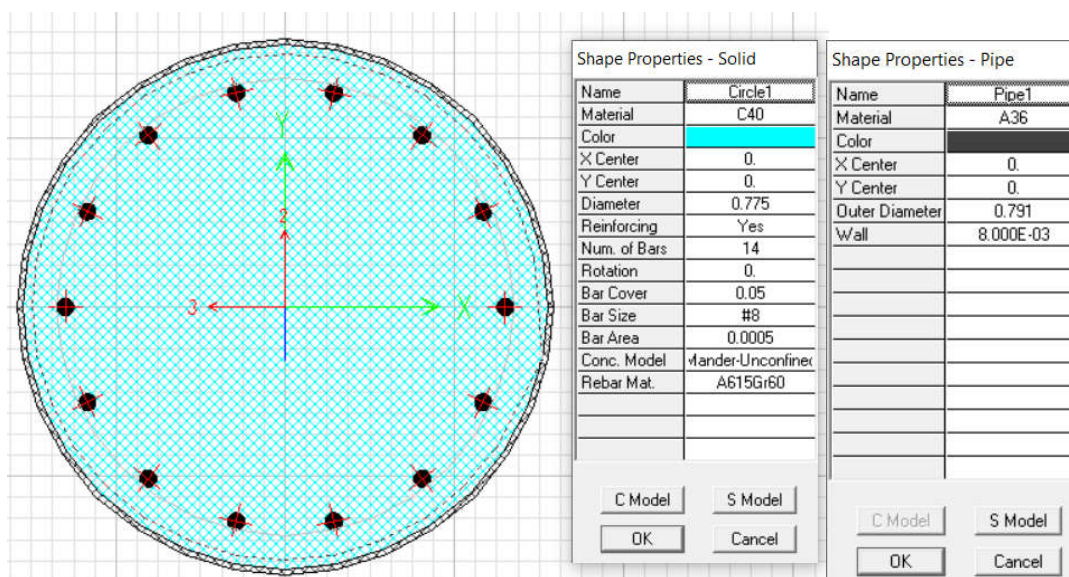 Y
2
3
X
Shape Properties - Solid
Name Circle1
Material C40
Color
X Center 0.
Y Center 0.
Diameter 0.775
Reinforcing Yes
Num. of Bars 14
Rotation 0.
Bar Cover 0.05
Bar Size #8
Bar Area 0.0005
Conc. Model Mander-Unconfined
Rebar Mat. A615Gr60
C Model S Model
OK Cancel
Shape Properties - Pipe
Name Pipe1
Material A36
Color
X Center 0.
Y Center 0.
Outer Diameter 0.791
Wall 8.000E-03
C Model S Model
OK Cancel